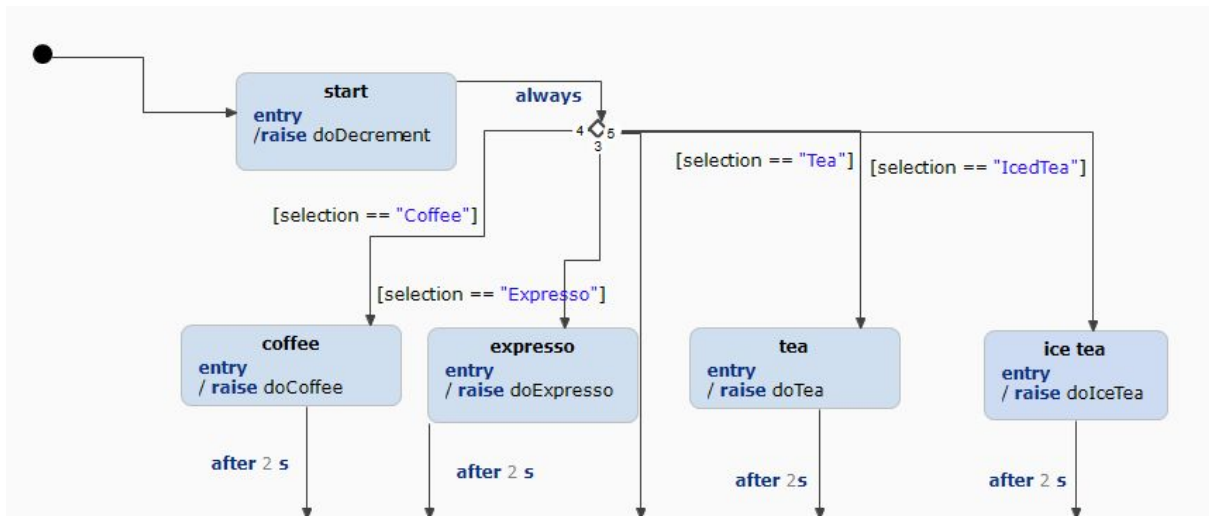 start
entry
/raise doDecrement
always
4 5
3
[selection == "Tea"]
[selection == "IcedTea"]
[selection == "Coffee"]
[selection == "Expresso"]
coffee
entry
/ raise doCoffee
expresso
entry
/ raise doExpresso
tea
entry
/ raise doTea
ice tea
entry
/ raise doIceTea
after 2 s
after 2 s
after 2s
after 2 s